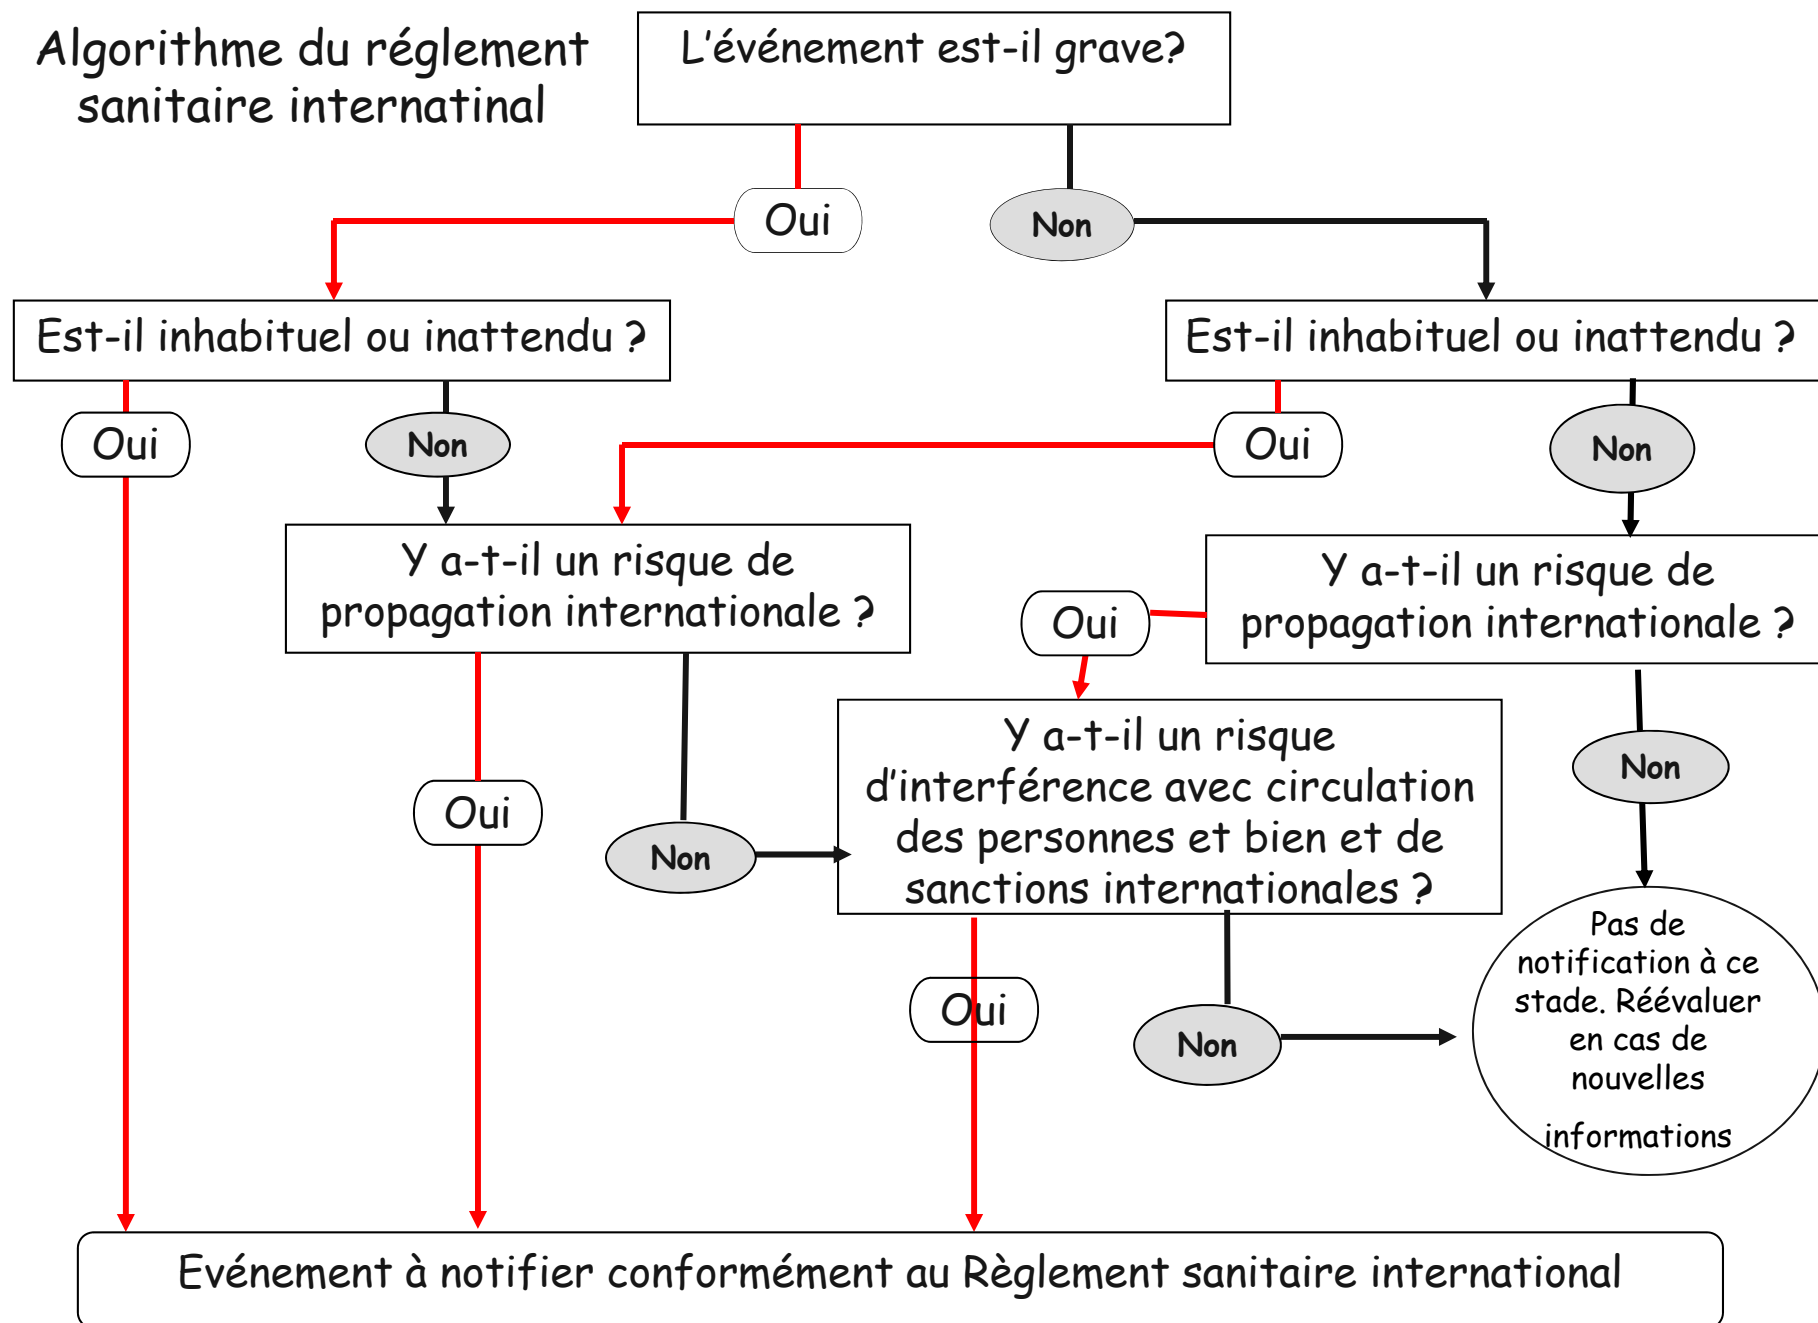 Algorithme du réglement
sanitaire internatinal
L'événement est-il grave?
Oui
Non
Est-il inhabituel ou inattendu ?
Est-il inhabituel ou inattendu ?
Oui
Non
Oui
Non
Y a-t-il un risque de
propagation internationale ?
Y a-t-il un risque de
propagation internationale ?
Oui
Y a-t-il un risque
d'interférence avec circulation
des personnes et bien et de
sanctions internationales ?
Non
Oui
Non
Pas de
notification à ce
stade. Réévaluer
en cas de
nouvelles
informations
Oui
Non
Evénement à notifier conformément au Règlement sanitaire international